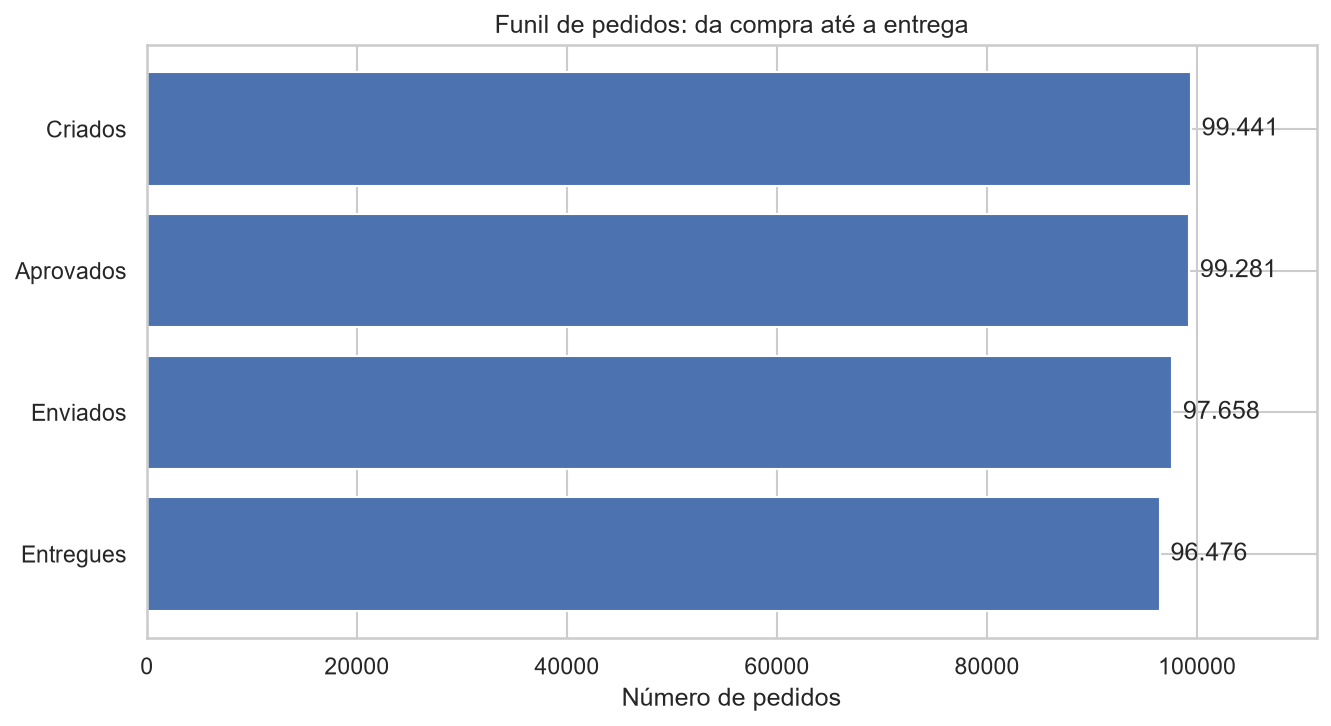 Funil de pedidos: da compra até a entrega
Criados
99.441
Aprovados
99.281
Enviados
97.658
Entregues
96.476
0 20000 40000 60000 80000 100000
Número de pedidos